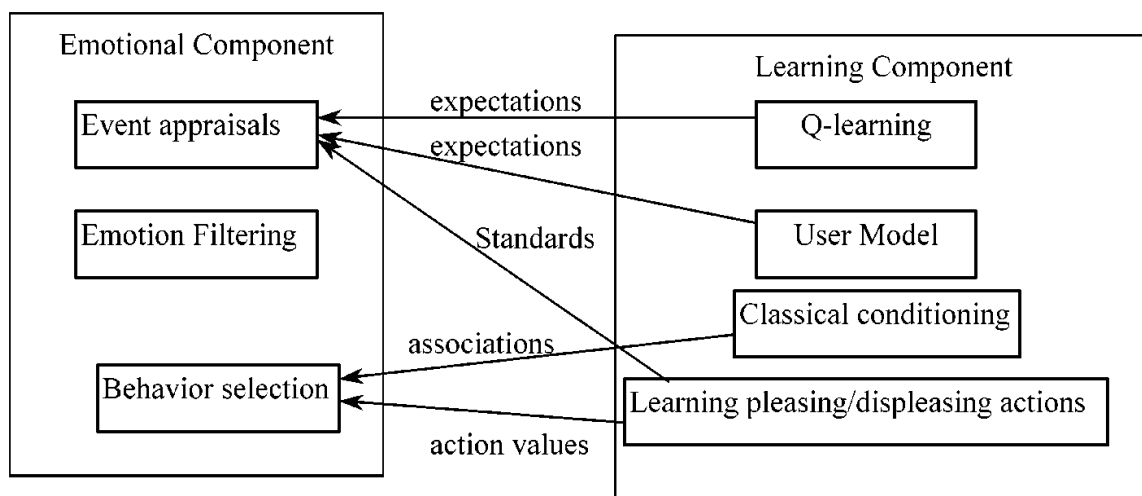 Emotional Component
Learning Component
Event appraisals
expectations
Q-learning
expectations
Emotion Filtering
Standards
User Model
Classical conditioning
associations
Behavior selection
Learning pleasing/displeasing actions
action values